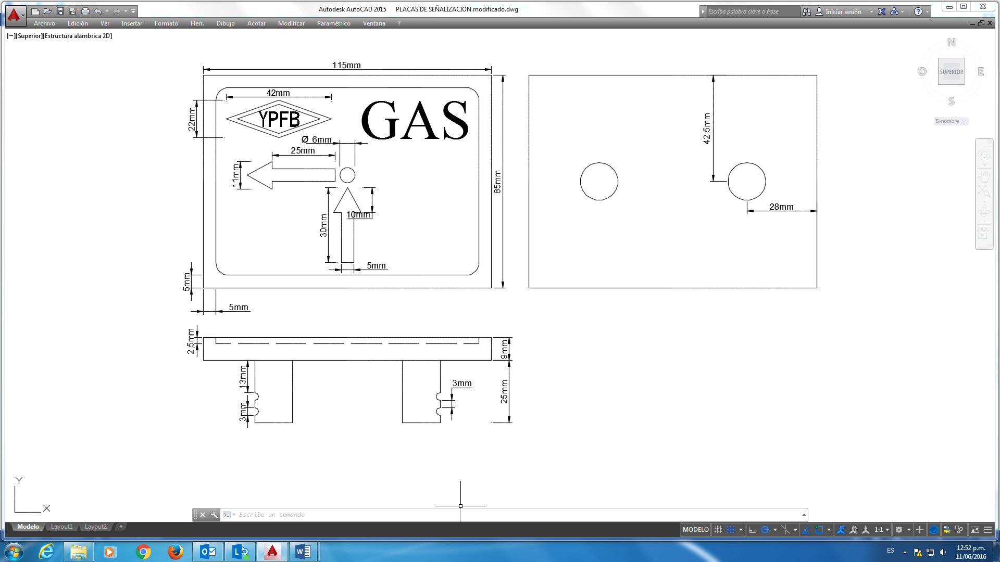 Autodesk AutoCAD 2015 PLACAS DE SEÑALIZACION modificado.dwg
Escriba palabra clave o frase
Iniciar sesión
Archivo Edición Ver Insertar Formato Herr. Dibujo Acotar Modificar Paramétrico Ventana ?
[−][Superior][Estructura alámbrica 2D]
N
O SUPERIOR E
S
S-nombre
115mm
42mm
22mm
YPFB
GAS
Ø 6mm
25mm
11mm
85mm
10mm
30mm
5mm
5mm
5mm
42,5mm
28mm
2,5mm
9mm
13mm
3mm
25mm
3mm
Y
X
Escriba un comando
Modelo Layout1 Layout2 +
MODELO 1:1
ES
12:52 p.m.
11/06/2016